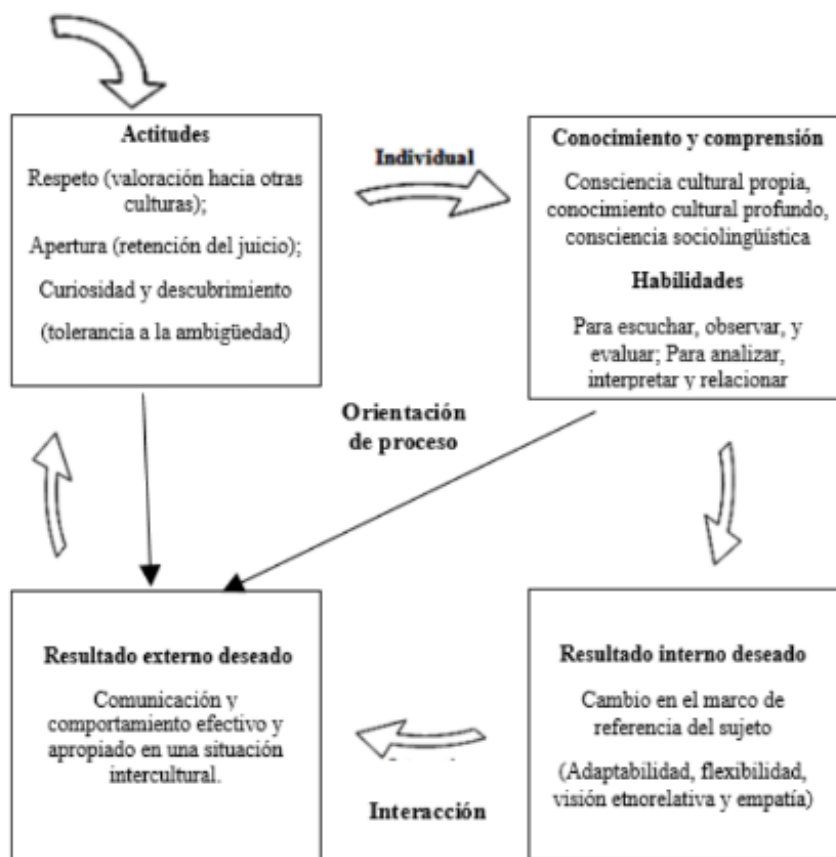 Actitudes
Respeto (valoración hacia otras
culturas);
Apertura (retención del juicio);
Curiosidad y descubrimiento
(tolerancia a la ambigüedad)
Individual
Conocimiento y comprensión
Consciencia cultural propia,
conocimiento cultural profundo,
consciencia sociolingüística
Habilidades
Para escuchar, observar, y
evaluar; Para analizar,
interpretar y relacionar
Orientación
de proceso
Resultado externo deseado
Comunicación y
comportamiento efectivo y
apropiado en una situación
intercultural.
Interacción
Resultado interno deseado
Cambio en el marco de
referencia del sujeto
(Adaptabilidad, flexibilidad,
visión etnorelativa y empatía)